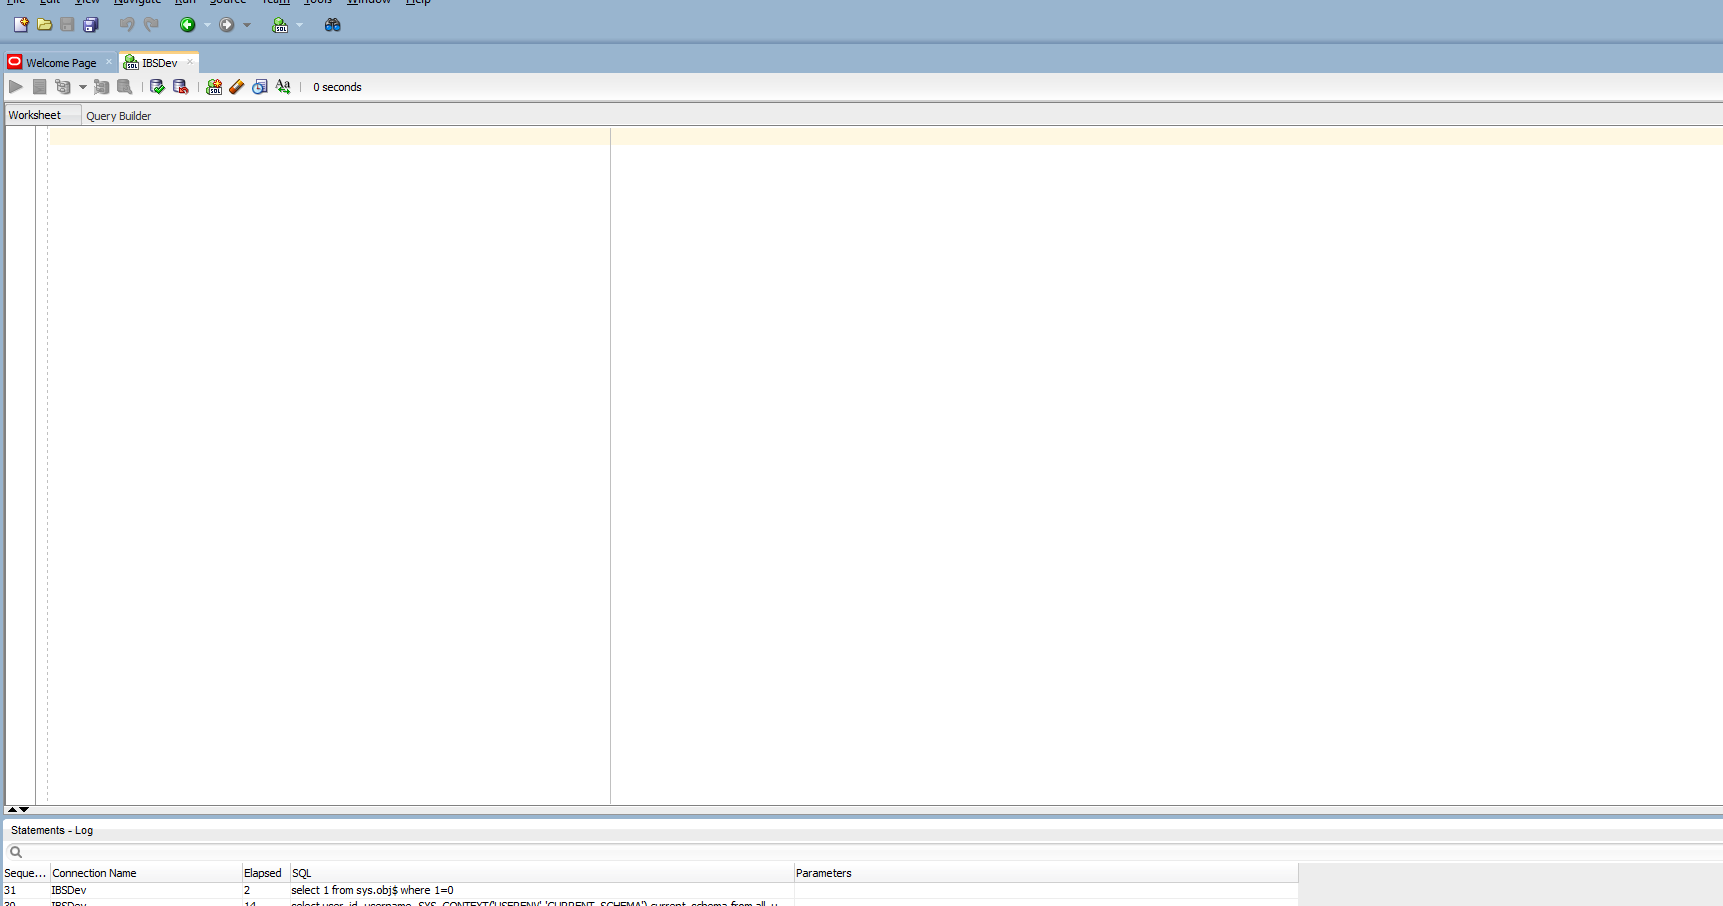 File Edit View Navigate Run Source Team Tools Window Help
Welcome Page IBSDev
0 seconds
Worksheet Query Builder
Statements - Log
Seque... Connection Name Elapsed SQL Parameters
31 IBSDev 2 select 1 from sys.obj$ where 1=0
30 IBSDev 14 select user_id, username, SYS_CONTEXT('USERENV','CURRENT_SCHEMA') current_schema from all_u